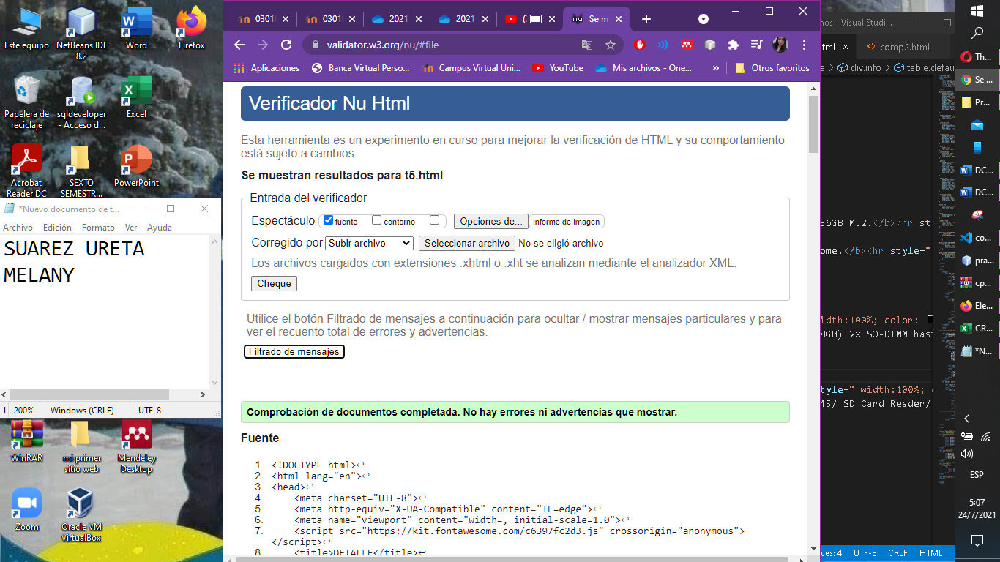 Este equipo
NetBeans IDE
8.2
Word
Firefox
Papelera de
reciclaje
sqldeveloper
- Acceso d...
Excel
Acrobat
Reader DC
SEXTO
SEMESTR...
PowerPoint
*Nuevo documento de t...
Archivo Edición Formato Ver Ayuda
SUAREZ URETA
MELANY
L 200% Windows (CRLF) UTF-8
WinRAR
mi primer
sitio web
Mendeley
Desktop
Zoom
Oracle VM
VirtualBox
0301(
0301(
2021
2021
(2
Se m
validator.w3.org/nu/#file
Aplicaciones
Banca Virtual Perso...
Campus Virtual Uni...
YouTube
Mis archivos - One...
»
Otros favoritos
Verificador Nu Html
Esta herramienta es un experimento en curso para mejorar la verificación de HTML y su comportamiento
está sujeto a cambios.
Se muestran resultados para t5.html
Entrada del verificador
Espectáculo fuente contorno Opciones de... informe de imagen
Corregido por Subir archivo Seleccionar archivo No se eligió archivo
Los archivos cargados con extensiones .xhtml o .xht se analizan mediante el analizador XML.
Cheque
Utilice el botón Filtrado de mensajes a continuación para ocultar / mostrar mensajes particulares y para
ver el recuento total de errores y advertencias.
Filtrado de mensajes
Comprobación de documentos completada. No hay errores ni advertencias que mostrar.
Fuente
1. <!DOCTYPE html>↩
2. <html lang="en">↩
3. <head>↩
4. <meta charset="UTF-8">↩
5. <meta http-equiv="X-UA-Compatible" content="IE=edge">↩
6. <meta name="viewport" content="width=, initial-scale=1.0">↩
7. <script src="https://kit.fontawesome.com/c6397fc2d3.js" crossorigin="anonymous">
</script>↩
8. <title>DETALLE</title>↩
nos - Visual Studi...
html
comp2.html
e > div.info > table.defau
56GB M.2.</b><hr sty
ome.</b><hr style="
idth:100%; color:
8GB) 2x SO-DIMM hast
style=" width:100%; c
45/ SD Card Reader/
ces: 4 UTF-8 CRLF HTML
Th...
Se ...
Pr...
DC...
DC...
co...
pra...
cp...
Ele...
CR...
*N...
ESP
5:07
24/7/2021